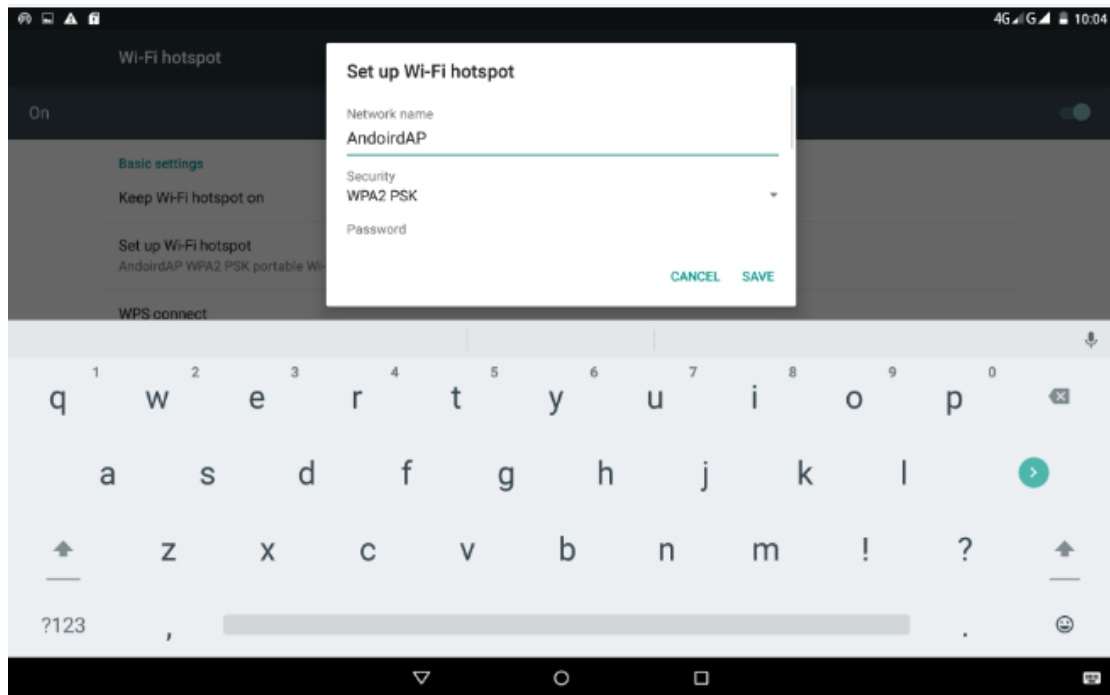 4G G 10:04
Wi-Fi hotspot
On
Basic settings
Keep Wi-Fi hotspot on
Set up Wi-Fi hotspot
AndoirdAP WPA2 PSK portable Wi-
WPS connect
Set up Wi-Fi hotspot
Network name
AndoirdAP
Security
WPA2 PSK
Password
CANCEL SAVE
1 2 3 4 5 6 7 8 9 0
q w e r t y u i o p
a s d f g h j k l
z x c v b n m ! ?
?123 , .